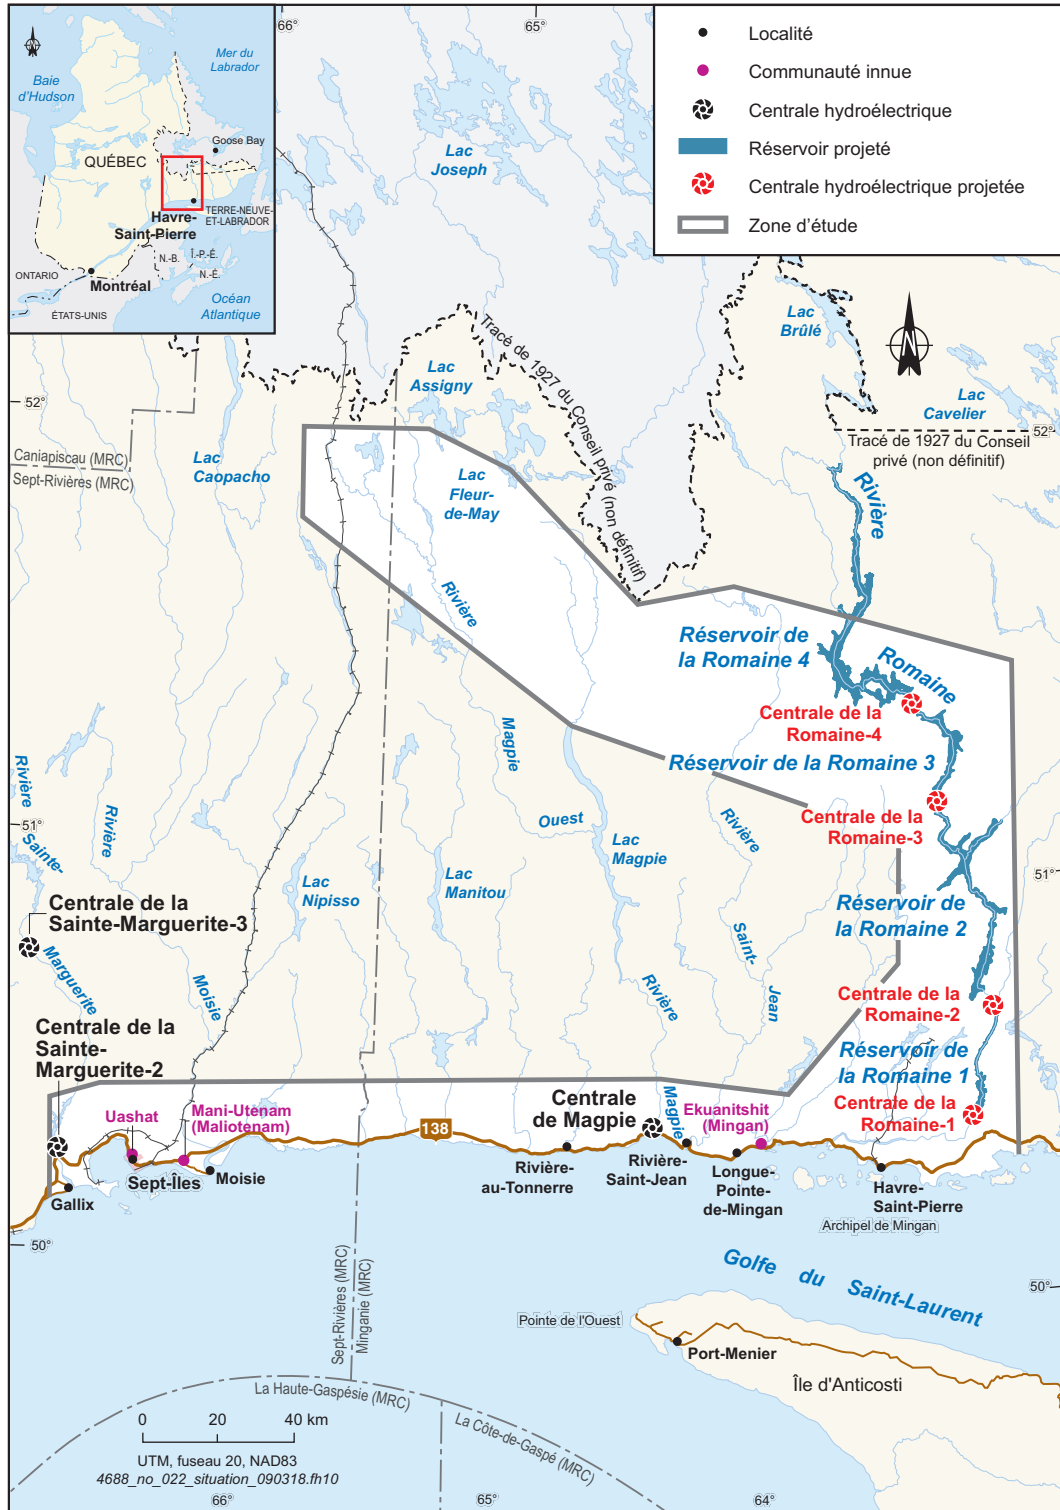 66°
65°
Baie
d'Hudson
Mer du
Labrador
QUÉBEC
Goose Bay
Havre-
Saint-Pierre
TERRE-NEUVE-
ET-LABRADOR
N.-B.
Î.-P.-É.
N.-É.
ONTARIO
Montréal
ÉTATS-UNIS
Océan
Atlantique
Localité
Communauté innue
Centrale hydroélectrique
Réservoir projeté
Centrale hydroélectrique projetée
Zone d'étude
Lac
Joseph
Lac
Brûlé
N
Lac
Cavelier
Lac
Assigny
Tracé de 1927 du Conseil privé (non définitif)
52°
52°
Tracé de 1927 du Conseil
privé (non définitif)
Caniapiscau (MRC)
Sept-Rivières (MRC)
Lac
Caopacho
Lac
Fleur-
de-May
Rivière
Rivière
Réservoir de
la Romaine 4
Romaine
Centrale de la
Romaine-4
Magpie
Réservoir de la Romaine 3
Rivière
Sainte-
Rivière
51°
Ouest
Lac
Magpie
Rivière
Centrale de la
Romaine-3
51°
Lac
Nipisso
Lac
Manitou
Centrale de la
Sainte-Marguerite-3
Réservoir de
la Romaine 2
Saint-
Jean
Marguerite
Moisie
Rivière
Centrale de la
Romaine-2
Centrale de la
Sainte-
Marguerite-2
Réservoir de
la Romaine 1
Uashat
Mani-Utenam
(Maliotenam)
138
Centrale
de Magpie
Magpie
Ekuanitshit
(Mingan)
Centrale de la
Romaine-1
Gallix
Sept-Îles
Moisie
Rivière-
au-Tonnerre
Rivière-
Saint-Jean
Longue-
Pointe-
de-Mingan
Havre-
Saint-Pierre
Archipel de Mingan
50°
50°
Golfe du Saint-Laurent
Sept-Rivières (MRC)
Minganie (MRC)
Pointe de l'Ouest
Port-Menier
Île d'Anticosti
La Haute-Gaspésie (MRC)
La Côte-de-Gaspé (MRC)
0 20 40 km
UTM, fuseau 20, NAD83
4688_no_022_situation_090318.fh10
66°
65°
64°